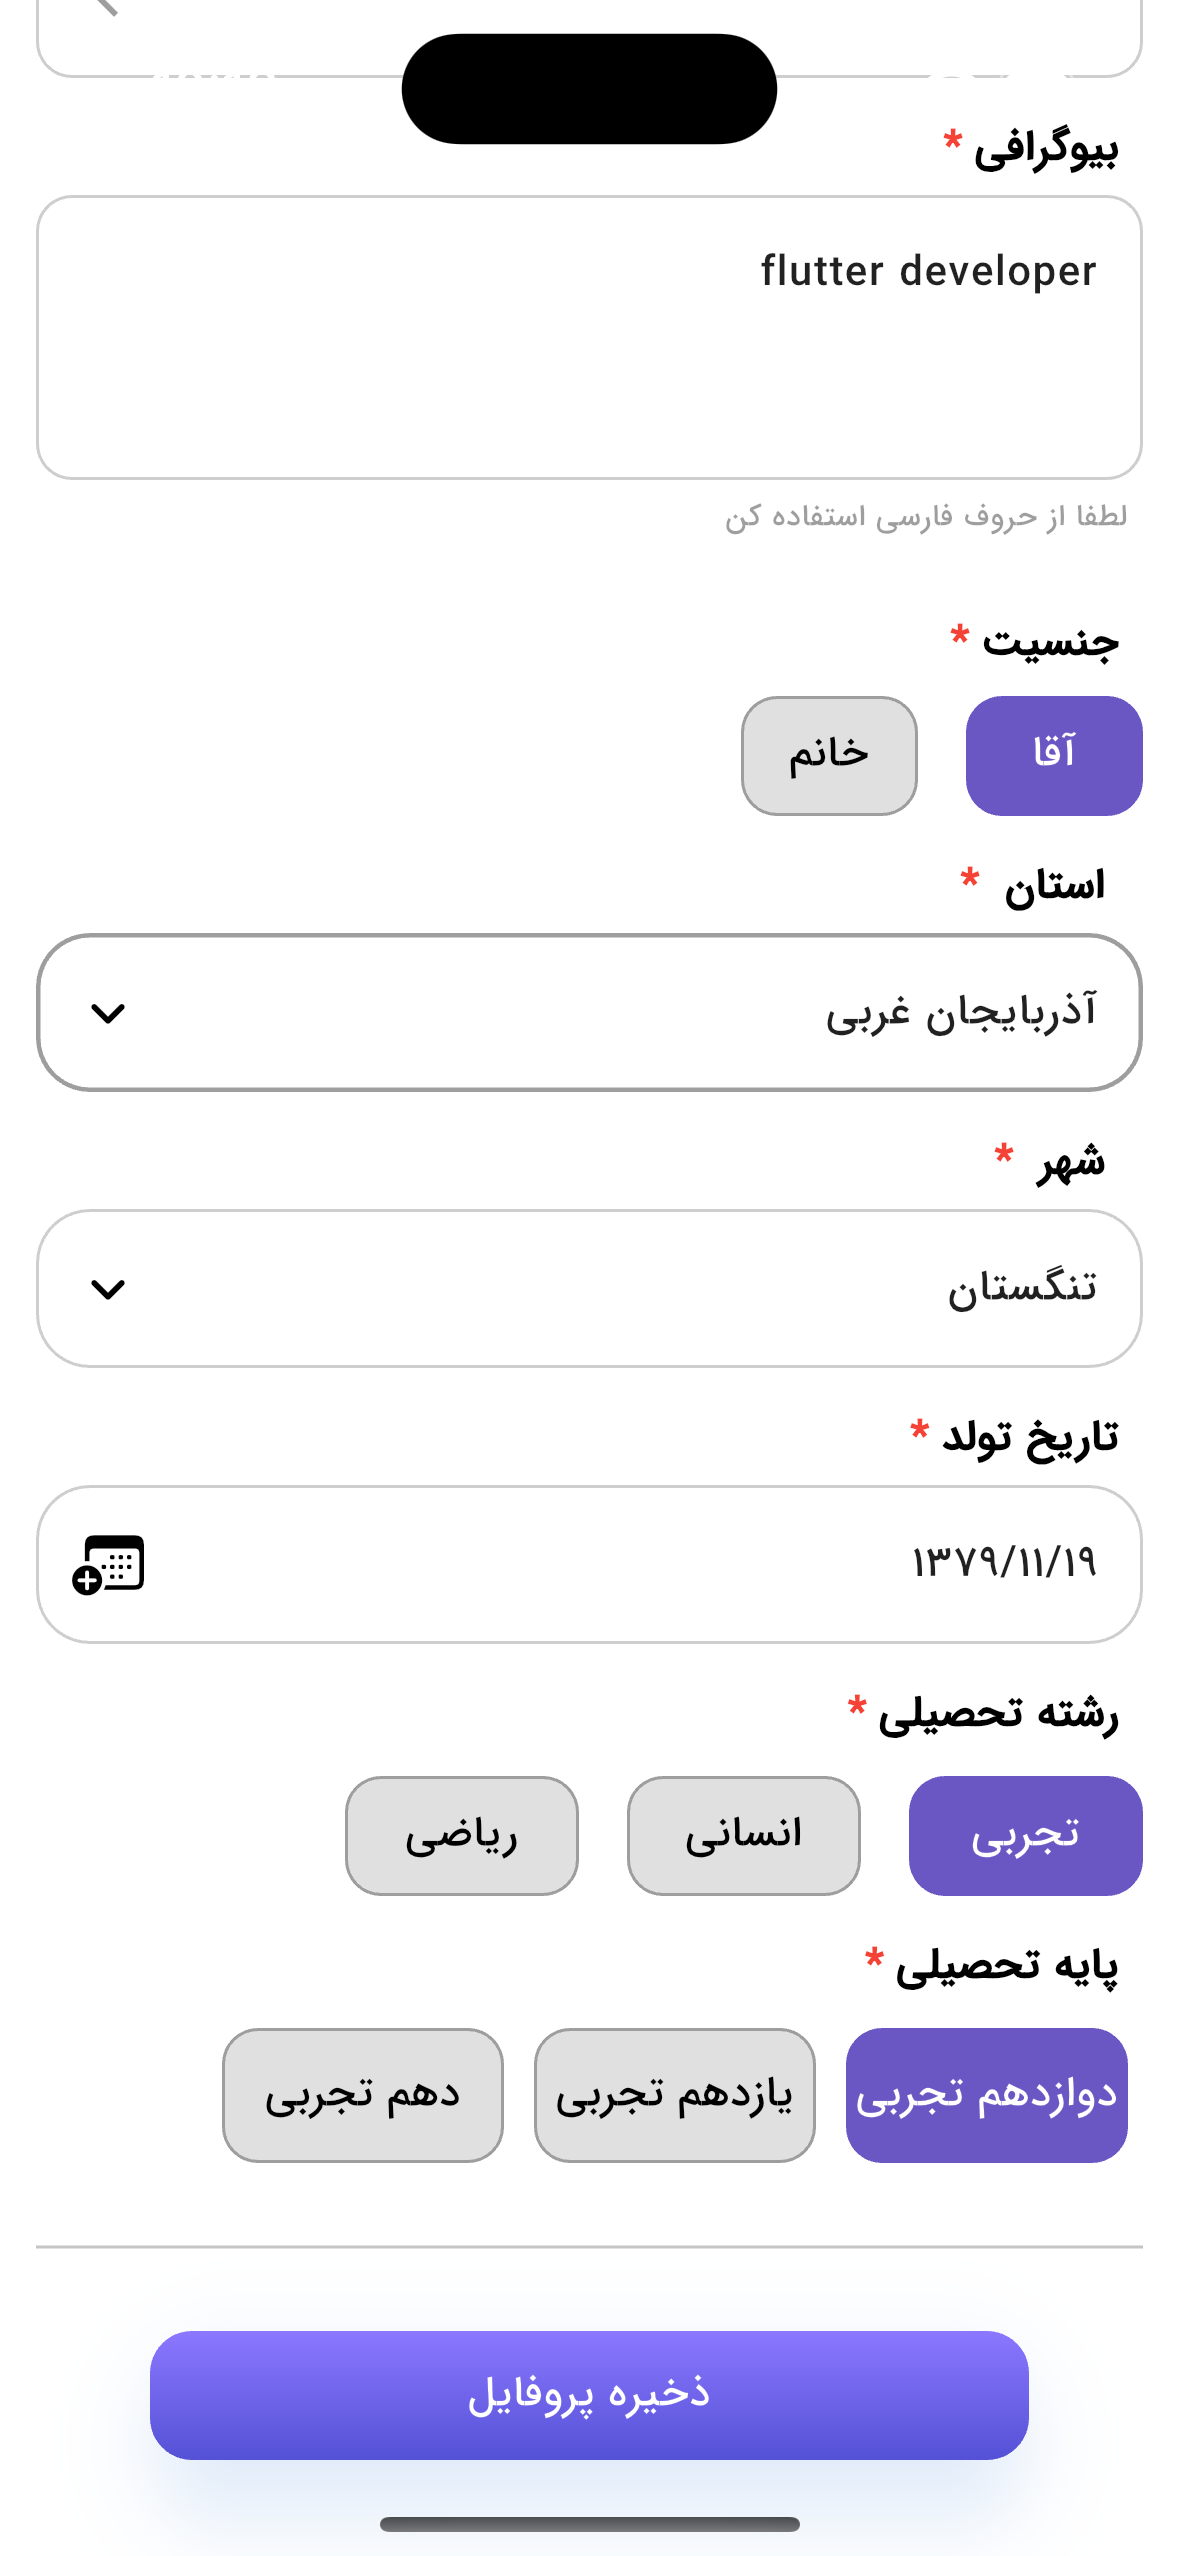 بیوگرافی *
flutter developer
لطفا از حروف فارسی استفاده کن
جنسیت *
آقا
خانم
استان *
آذربایجان غربی
شهر *
تنگستان
تاریخ تولد *
۱۳۷۹/۱۱/۱۹
رشته تحصیلی *
تجربی
انسانی
ریاضی
پایه تحصیلی *
دوازدهم تجربی
یازدهم تجربی
دهم تجربی
ذخیره پروفایل